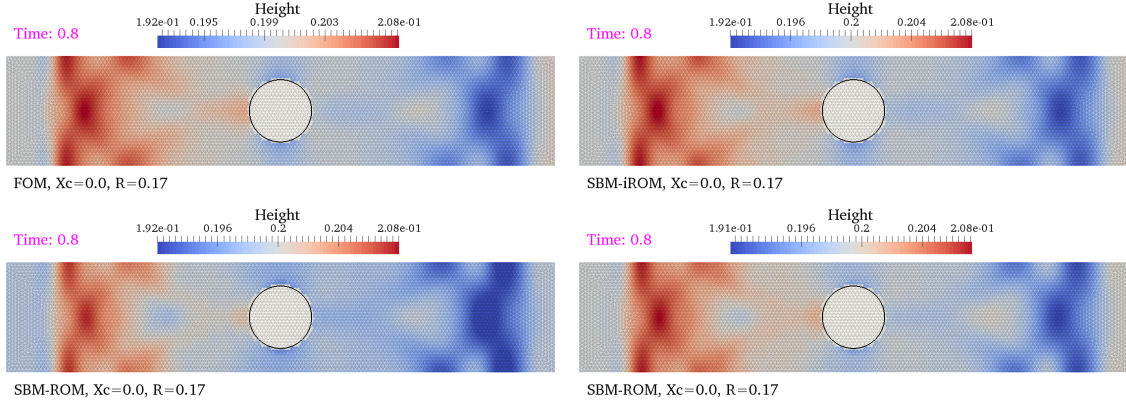 Height
1.92e-01 0.195 0.199 0.203 2.08e-01
Time: 0.8
FOM, Xc=0.0, R=0.17
Height
1.92e-01 0.196 0.2 0.204 2.08e-01
Time: 0.8
SBM-iROM, Xc=0.0, R=0.17
Height
1.92e-01 0.196 0.2 0.204 2.08e-01
Time: 0.8
SBM-ROM, Xc=0.0, R=0.17
Height
1.91e-01 0.196 0.2 0.204 2.08e-01
Time: 0.8
SBM-ROM, Xc=0.0, R=0.17